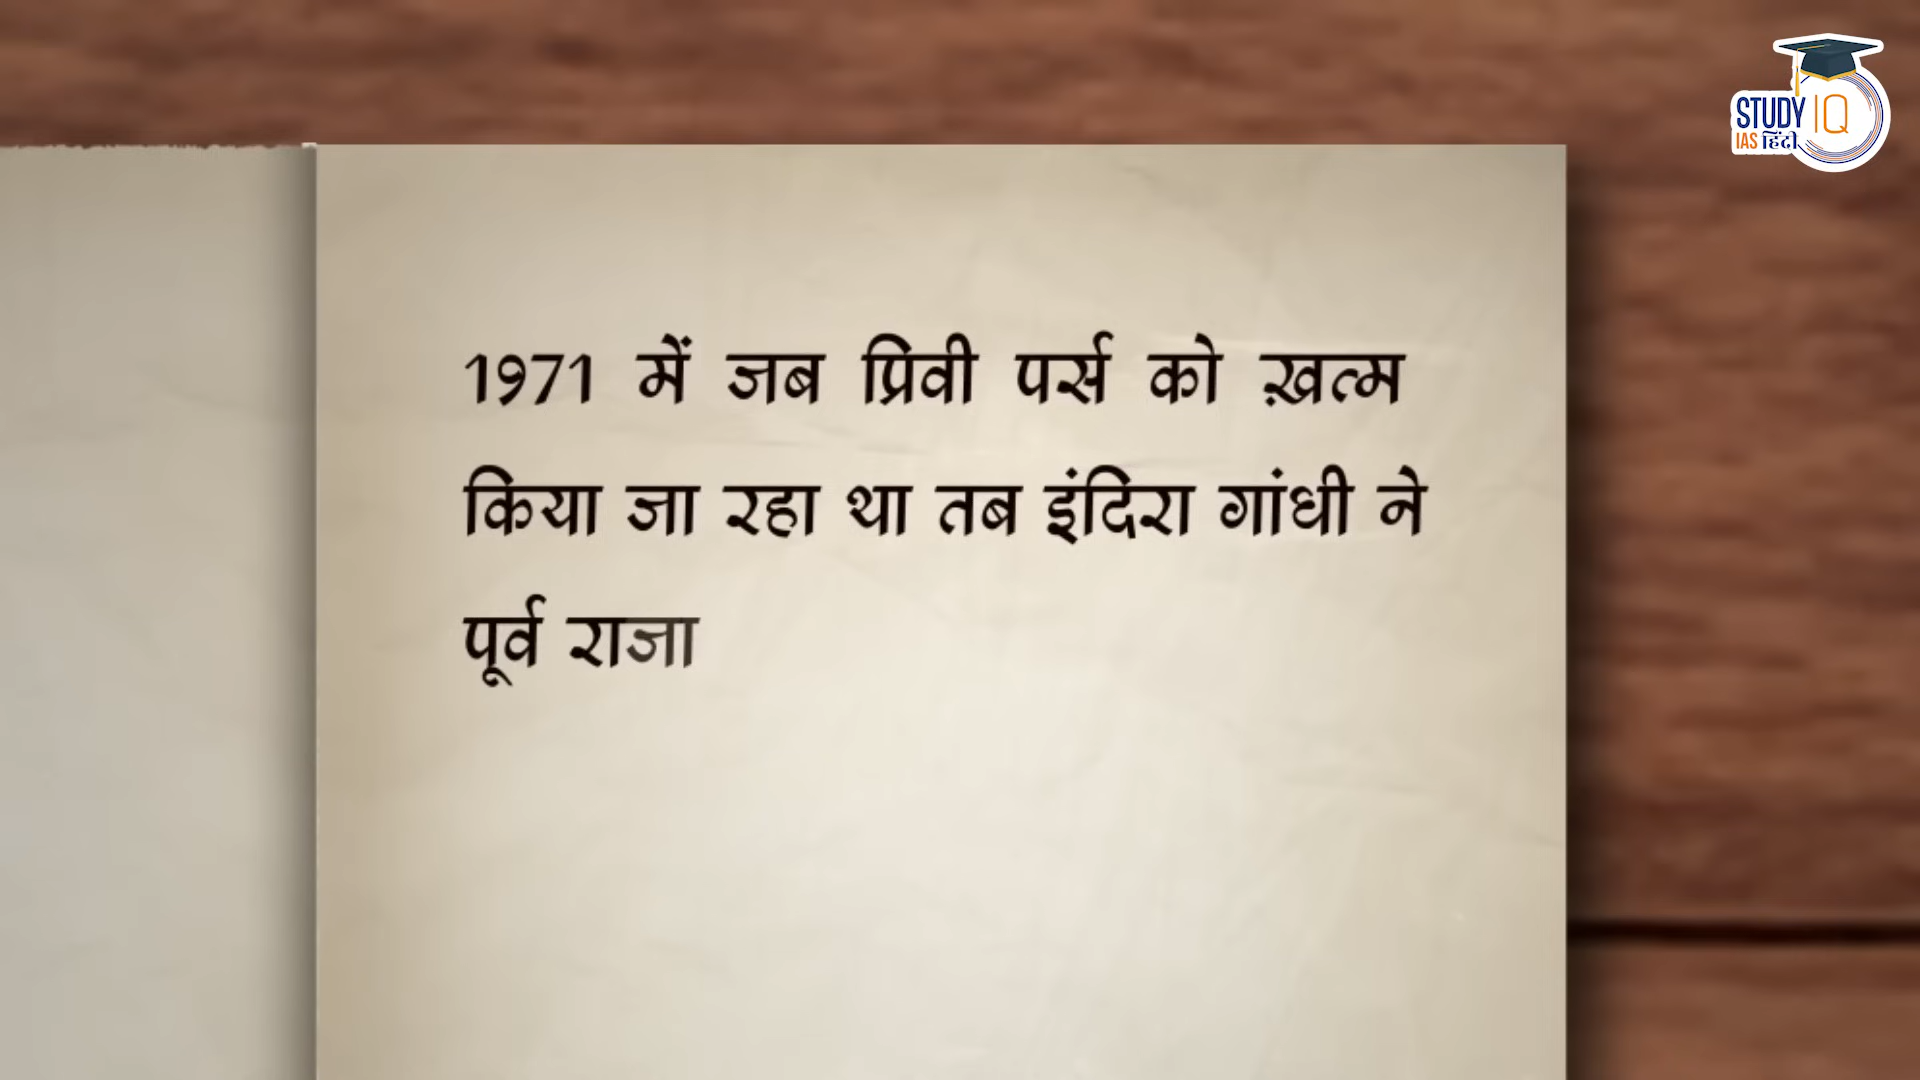 STUDY IQ
IAS हिंदी
1971 में जब प्रिवी पर्स को ख़त्म
किया जा रहा था तब इंदिरा गांधी ने
पूर्व राजा